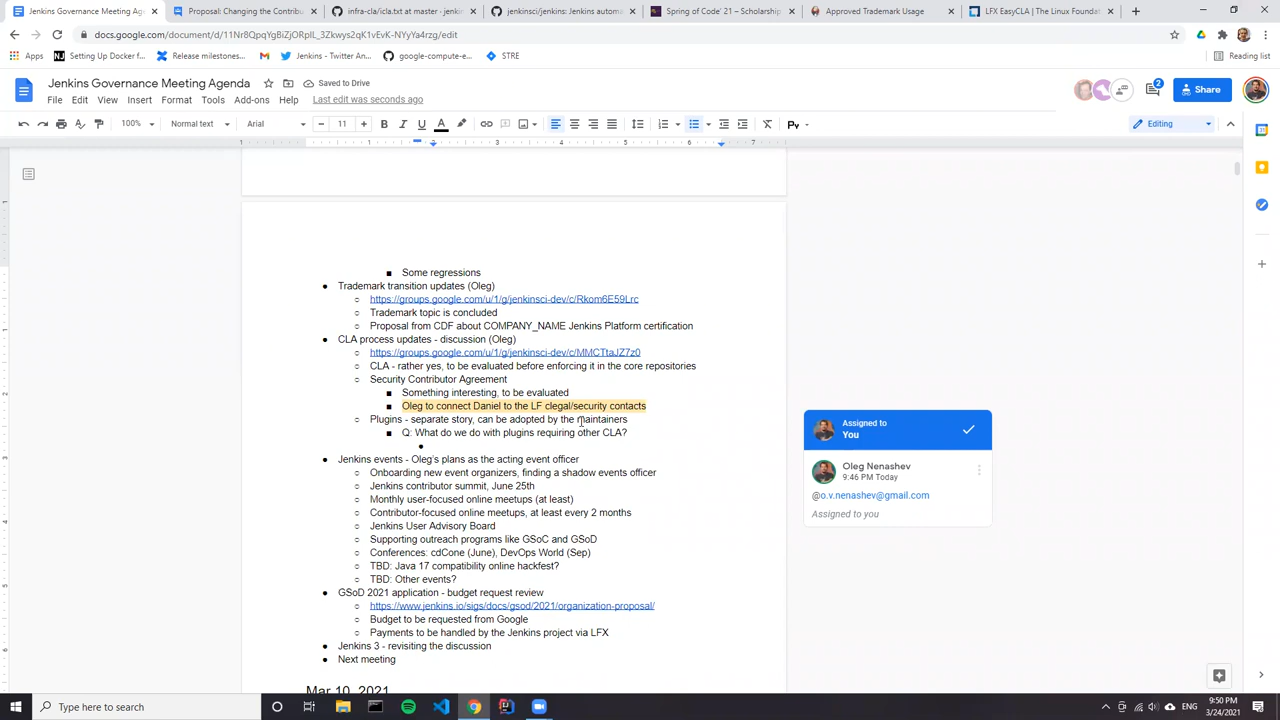 Jenkins Governance Meeting Agen
Proposal: Changing the Contribu
infra-cla/icla.txt at master · jenki
jenkinsci/jenkins: Jenkins autom
Spring of Code' 21 – Scholarship
Approved Trademark Usage
LFX EasyCLA | The Linux Foundat
docs.google.com/document/d/11Nr8QpqYgBiZjORplL_3Zkwys2qK1vEvK-NYyYa4rzg/edit
Apps
Setting Up Docker f...
Release milestones...
Jenkins - Twitter An...
google-compute-e...
STRE
Reading list
Jenkins Governance Meeting Agenda
Saved to Drive
2
Share
File Edit View Insert Format Tools Add-ons Help Last edit was seconds ago
100% Normal text Arial 11 Editing
Some regressions
Trademark transition updates (Oleg)
https://groups.google.com/u/1/g/jenkinsci-dev/c/Rkom6E59Lrc
Trademark topic is concluded
Proposal from CDF about COMPANY_NAME Jenkins Platform certification
CLA process updates - discussion (Oleg)
https://groups.google.com/u/1/g/jenkinsci-dev/c/MMCTtaJZ7z0
CLA - rather yes, to be evaluated before enforcing it in the core repositories
Security Contributor Agreement
Something interesting, to be evaluated
Oleg to connect Daniel to the LF clegal/security contacts
Plugins - separate story, can be adopted by the maintainers
Q: What do we do with plugins requiring other CLA?
Jenkins events - Oleg's plans as the acting event officer
Onboarding new event organizers, finding a shadow events officer
Jenkins contributor summit, June 25th
Monthly user-focused online meetups (at least)
Contributor-focused online meetups, at least every 2 months
Jenkins User Advisory Board
Supporting outreach programs like GSoC and GSoD
Conferences: cdCone (June), DevOps World (Sep)
TBD: Java 17 compatibility online hackfest?
TBD: Other events?
GSoD 2021 application - budget request review
https://www.jenkins.io/sigs/docs/gsod/2021/organization-proposal/
Budget to be requested from Google
Payments to be handled by the Jenkins project via LFX
Jenkins 3 - revisiting the discussion
Next meeting
Mar 10, 2021
Assigned to
You
Oleg Nenashev
9:46 PM Today
@o.v.nenashev@gmail.com
Assigned to you
Type here to search
ENG
9:50 PM
3/24/2021